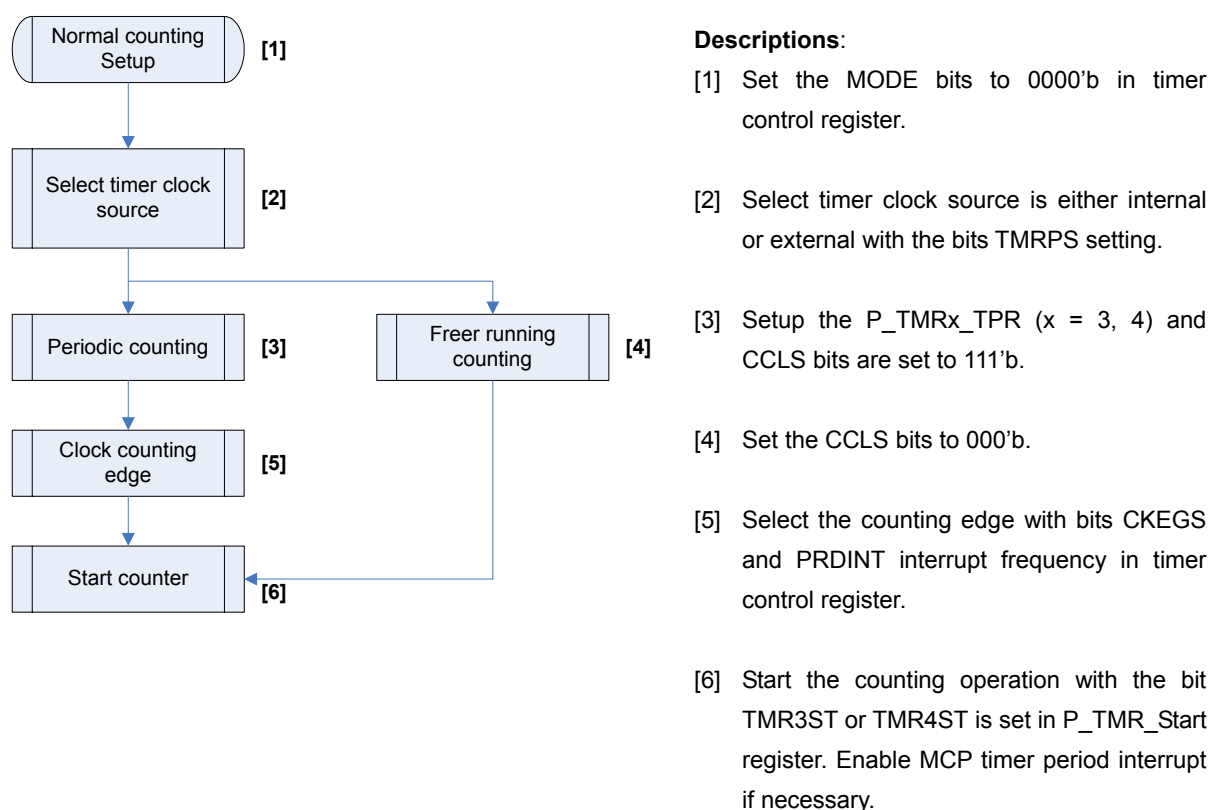 Normal counting
Setup
[1]
Select timer clock
source
[2]
Periodic counting
[3]
Freer running
counting
[4]
Clock counting
edge
[5]
Start counter
[6]
Descriptions:
[1] Set the MODE bits to 0000'b in timer
control register.
[2] Select timer clock source is either internal
or external with the bits TMRPS setting.
[3] Setup the P_TMRx_TPR (x = 3, 4) and
CCLS bits are set to 111'b.
[4] Set the CCLS bits to 000'b.
[5] Select the counting edge with bits CKEGS
and PRDINT interrupt frequency in timer
control register.
[6] Start the counting operation with the bit
TMR3ST or TMR4ST is set in P_TMR_Start
register. Enable MCP timer period interrupt
if necessary.